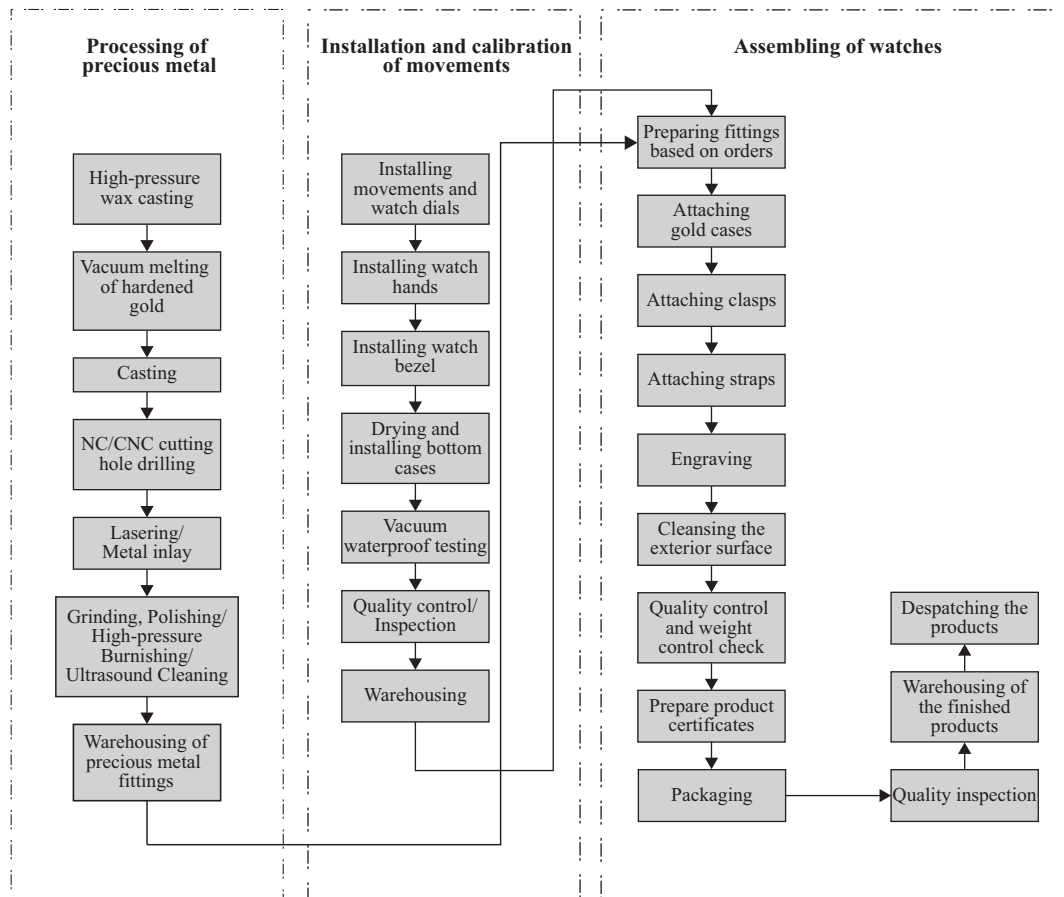 Processing of
precious metal
High-pressure
wax casting
Vacuum melting
of hardened
gold
Casting
NC/CNC cutting
hole drilling
Lasering/
Metal inlay
Grinding, Polishing/
High-pressure
Burnishing/
Ultrasound Cleaning
Warehousing of
precious metal
fittings
Installation and calibration
of movements
Installing
movements and
watch dials
Installing watch
hands
Installing watch
bezel
Drying and
installing bottom
cases
Vacuum
waterproof testing
Quality control/
Inspection
Warehousing
Assembling of watches
Preparing fittings
based on orders
Attaching
gold cases
Attaching clasps
Attaching straps
Engraving
Cleansing the
exterior surface
Quality control
and weight
control check
Prepare product
certificates
Packaging
Quality inspection
Warehousing of
the finished
products
Despatching the
products